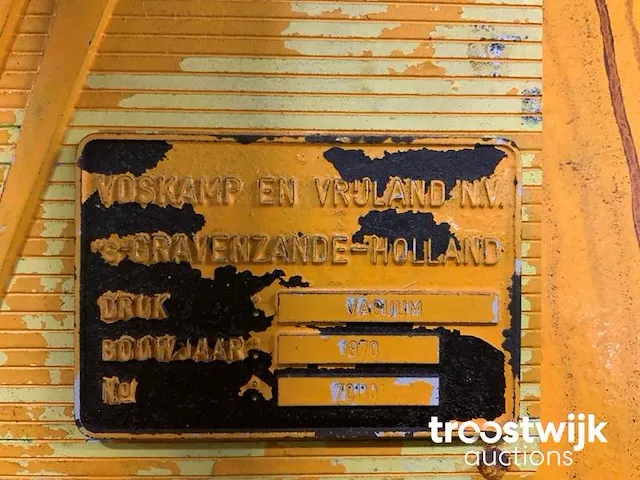 VOSKAMP EN VRIJLAND N.V.
's-GRAVENZANDE-HOLLAND
DRUK : VACUUM
BOUWJAAR : 1970
No :
troostwijk
auctions